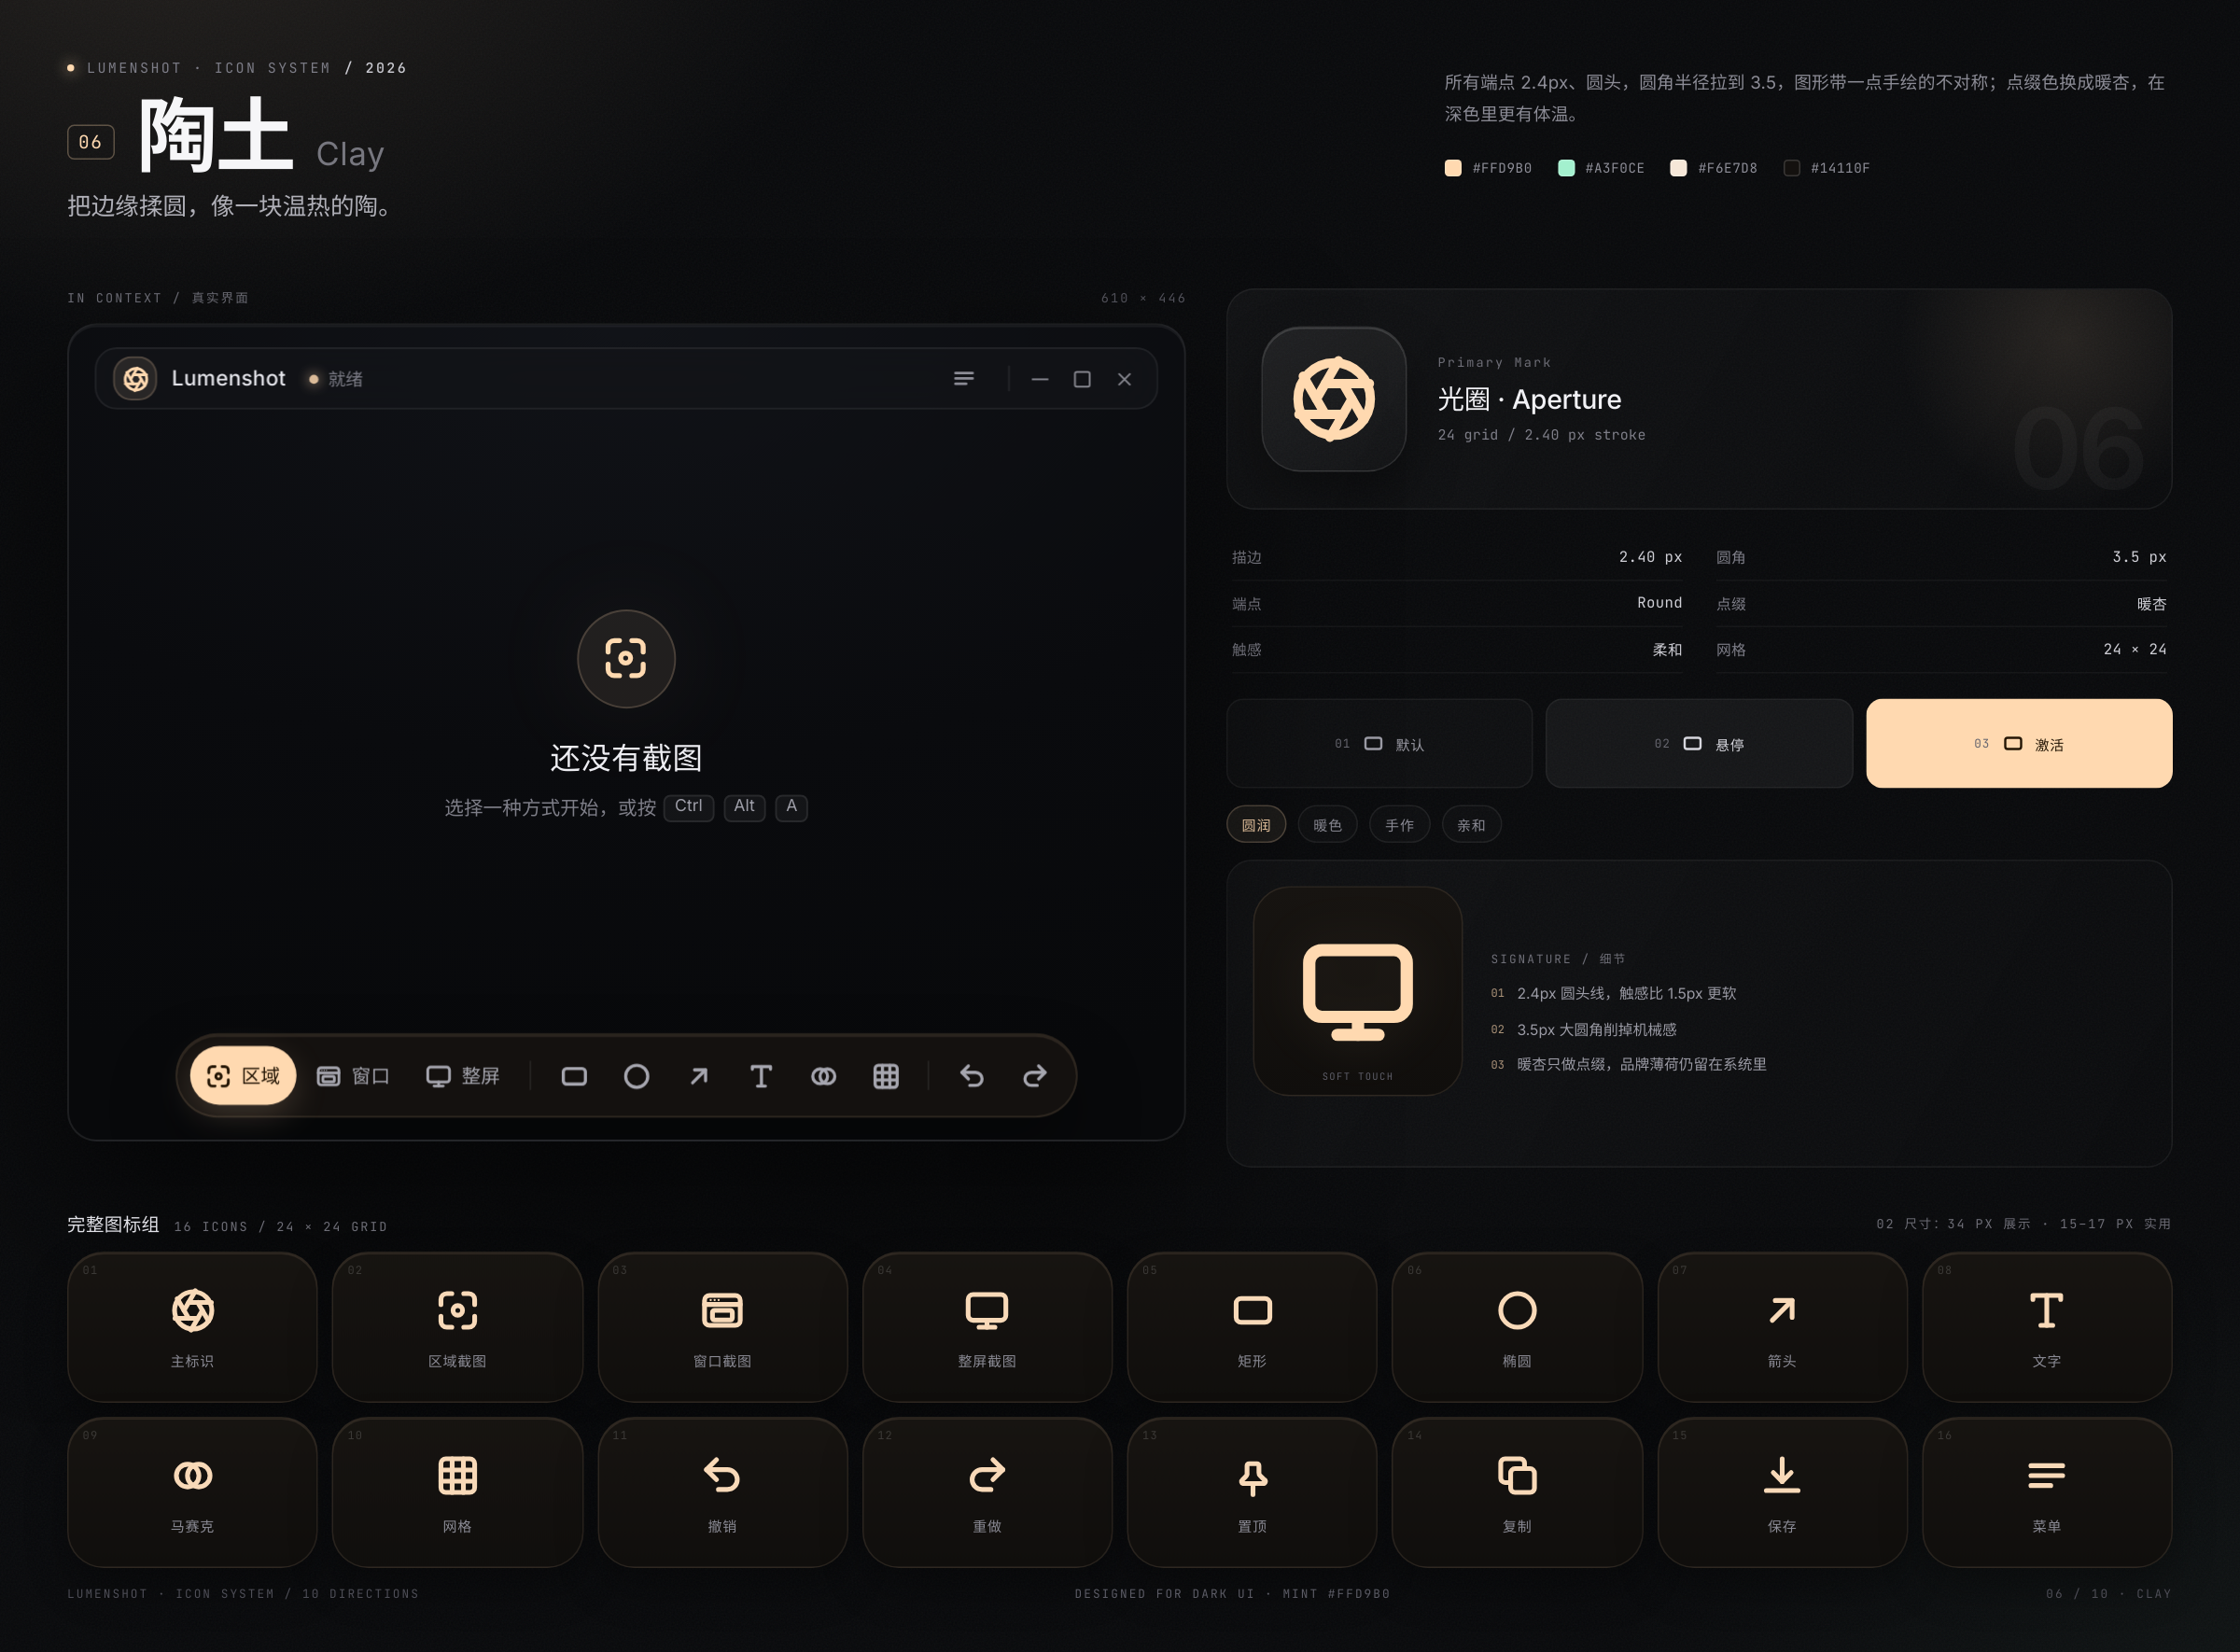 LUMENSHOT · ICON SYSTEM / 2026
06 陶土 Clay
把边缘揉圆，像一块温热的陶。
所有端点 2.4px、圆头，圆角半径拉到 3.5，图形带一点手绘的不对称；点缀色换成暖杏，在
深色里更有体温。
#FFD9B0 #A3F0CE #F6E7D8 #14110F
IN CONTEXT / 真实界面 610 × 446
Lumenshot 就绪
还没有截图
选择一种方式开始，或按 Ctrl Alt A
区域 窗口 整屏
Primary Mark
光圈 · Aperture
24 grid / 2.40 px stroke
06
描边 2.40 px 圆角 3.5 px
端点 Round 点缀 暖杏
触感 柔和 网格 24 × 24
01 默认 02 悬停 03 激活
圆润 暖色 手作 亲和
SOFT TOUCH
SIGNATURE / 细节
01 2.4px 圆头线，触感比 1.5px 更软
02 3.5px 大圆角削掉机械感
03 暖杏只做点缀，品牌薄荷仍留在系统里
完整图标组 16 ICONS / 24 × 24 GRID 02 尺寸：34 PX 展示 · 15–17 PX 实用
01 02 03 04 05 06 07 08
主标识 区域截图 窗口截图 整屏截图 矩形 椭圆 箭头 文字
09 10 11 12 13 14 15 16
马赛克 网格 撤销 重做 置顶 复制 保存 菜单
LUMENSHOT · ICON SYSTEM / 10 DIRECTIONS DESIGNED FOR DARK UI · MINT #FFD9B0 06 / 10 · CLAY